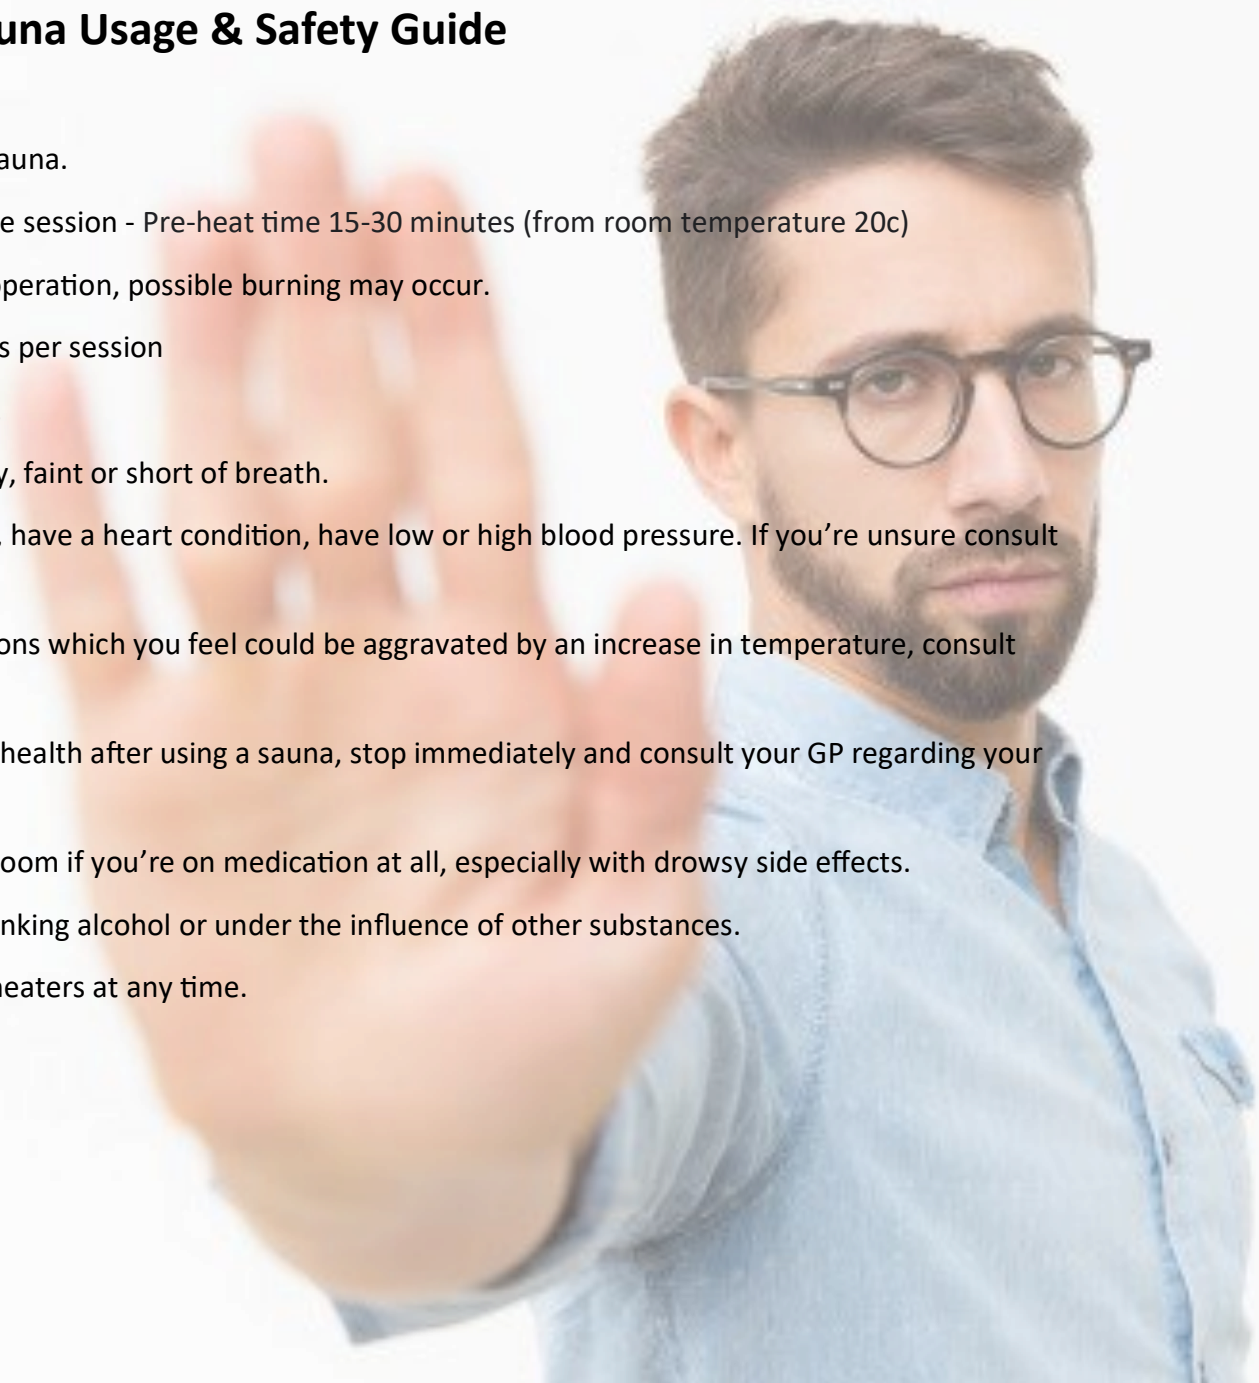 una Usage & Safety Guide
auna.
e session - Pre-heat time 15-30 minutes (from room temperature 20c)
peration, possible burning may occur.
s per session
y, faint or short of breath.
, have a heart condition, have low or high blood pressure. If you’re unsure consult
ons which you feel could be aggravated by an increase in temperature, consult
health after using a sauna, stop immediately and consult your GP regarding your
oom if you’re on medication at all, especially with drowsy side effects.
nking alcohol or under the influence of other substances.
heaters at any time.